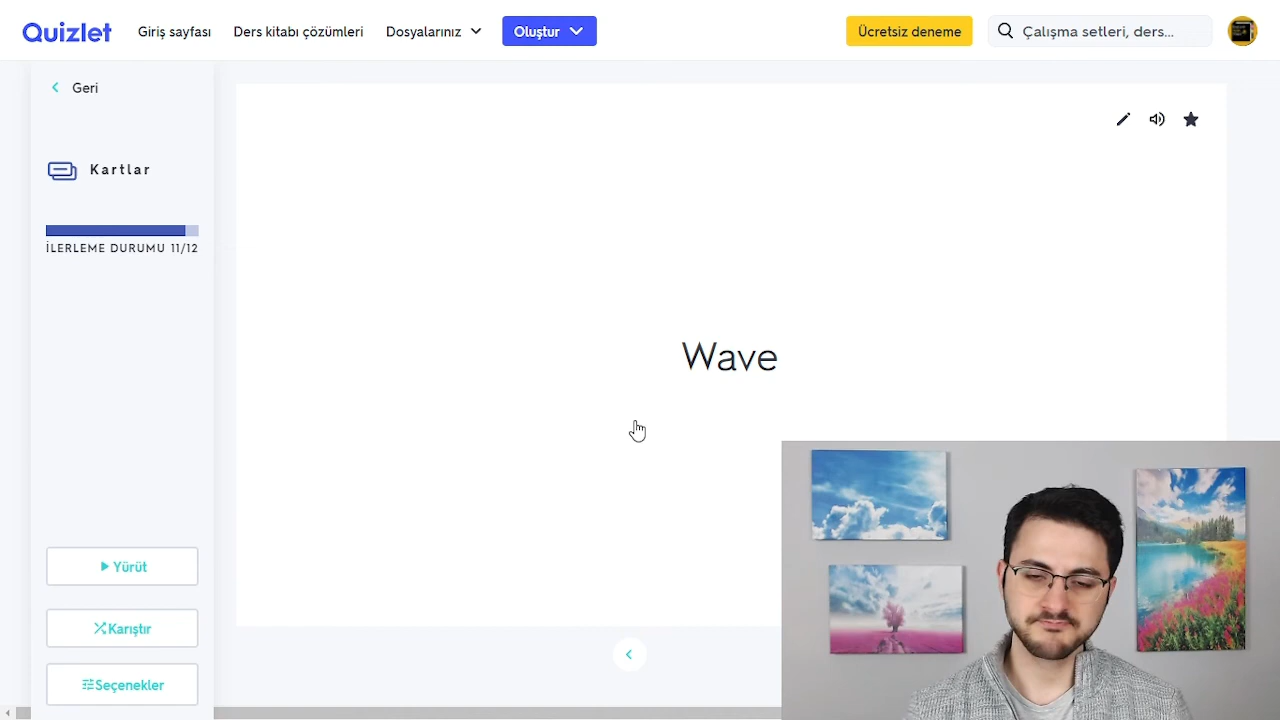 Quizlet
Giriş sayfası
Ders kitabı çözümleri
Dosyalarınız
Oluştur
Ücretsiz deneme
Çalışma setleri, ders...
Geri
Kartlar
İLERLEME DURUMU 11/12
Wave
Yürüt
Karıştır
Seçenekler